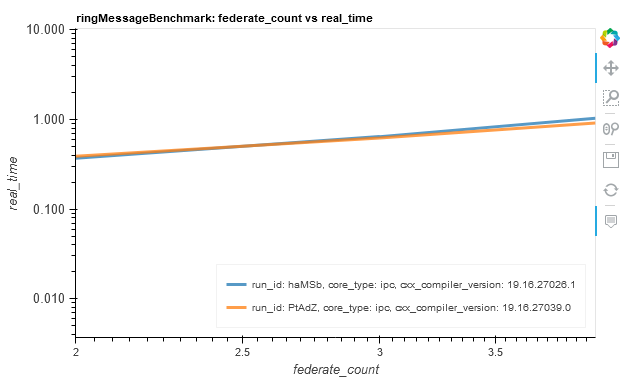 ringMessageBenchmark: federate_count vs real_time
10.000
1.000
0.100
0.010
real_time
run_id: haMSb, core_type: ipc, cxx_compiler_version: 19.16.27026.1
run_id: PtAdZ, core_type: ipc, cxx_compiler_version: 19.16.27039.0
2
2.5
3
3.5
federate_count